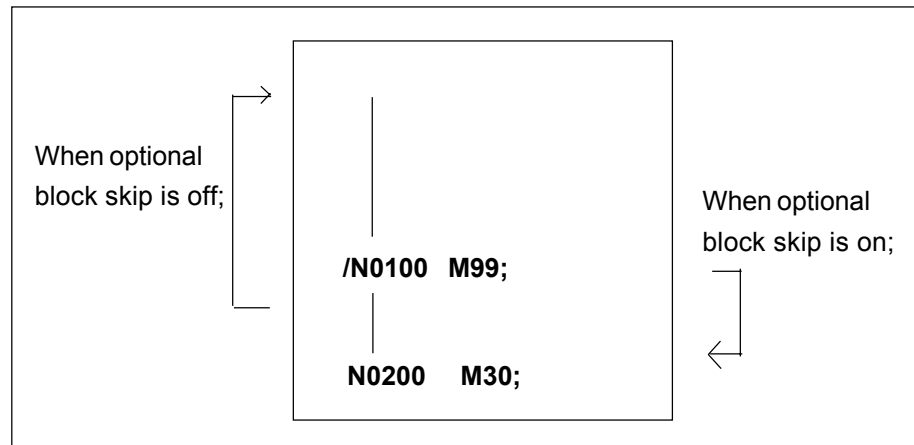 When optional
block skip is off;
When optional
block skip is on;
/N0100 M99;
N0200 M30;